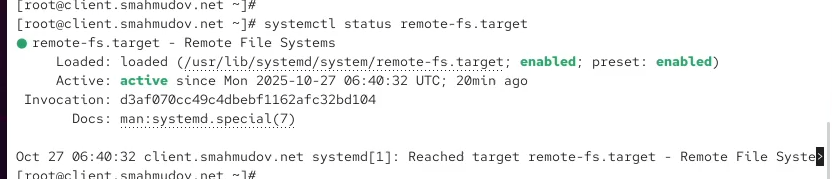 [root@client.smahmudov.net ~]#
[root@client.smahmudov.net ~]# systemctl status remote-fs.target
● remote-fs.target - Remote File Systems
     Loaded: loaded (/usr/lib/systemd/system/remote-fs.target; enabled; preset: enabled)
     Active: active since Mon 2025-10-27 06:40:32 UTC; 20min ago
 Invocation: d3af070cc49c4dbebf1162afc32bd104
       Docs: man:systemd.special(7)

Oct 27 06:40:32 client.smahmudov.net systemd[1]: Reached target remote-fs.target - Remote File Syste>
[root@client.smahmudov.net ~]#